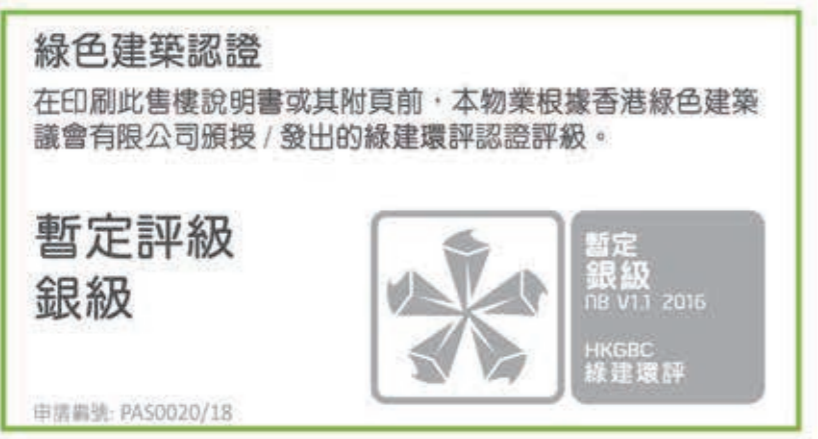 綠色建築認證
在印刷此售樓說明書或其附頁前，本物業根據香港綠色建築
議會有限公司頒授 / 發出的綠建環評認證評級。
暫定評級
銀級
暫定
銀級
NB V1.1 2016
HKGBC
綠建環評
申請編號: PAS0020/18